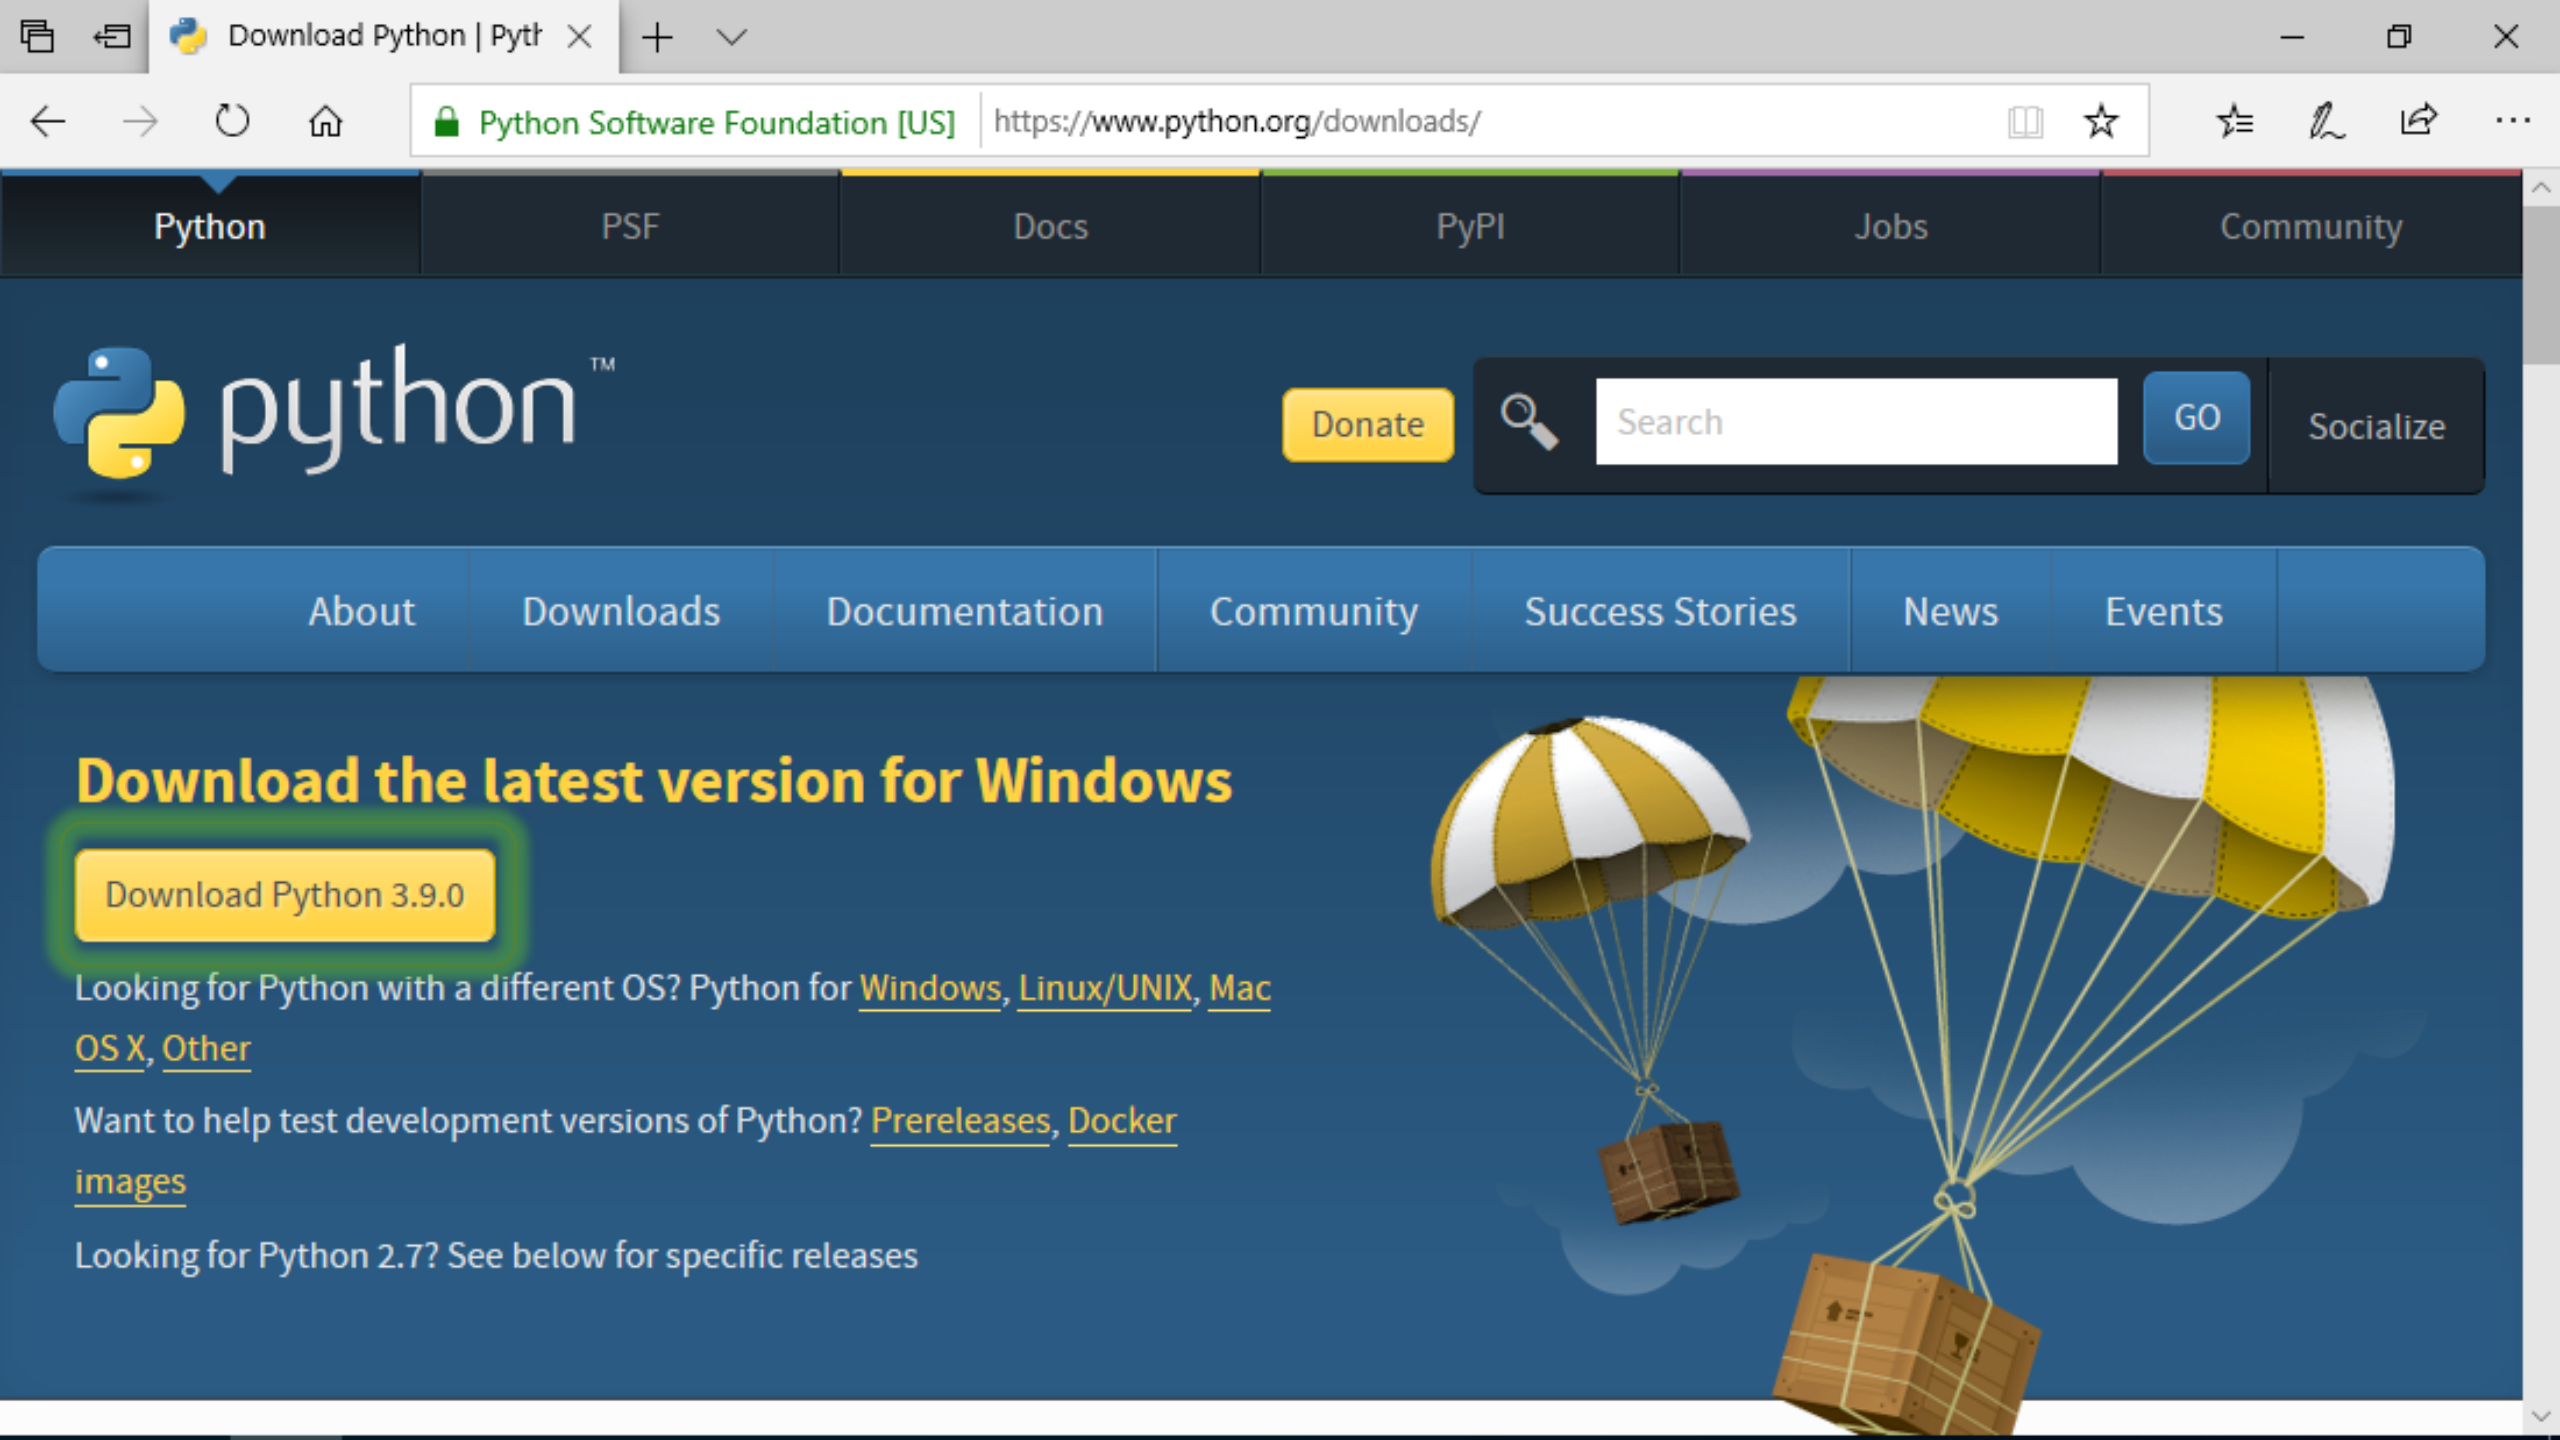 Download Python | Pyth
Python Software Foundation [US] https://www.python.org/downloads/
Python PSF Docs PyPI Jobs Community
python™
Donate Search GO Socialize
About Downloads Documentation Community Success Stories News Events
Download the latest version for Windows
Download Python 3.9.0
Looking for Python with a different OS? Python for Windows, Linux/UNIX, Mac
OS X, Other
Want to help test development versions of Python? Prereleases, Docker
images
Looking for Python 2.7? See below for specific releases